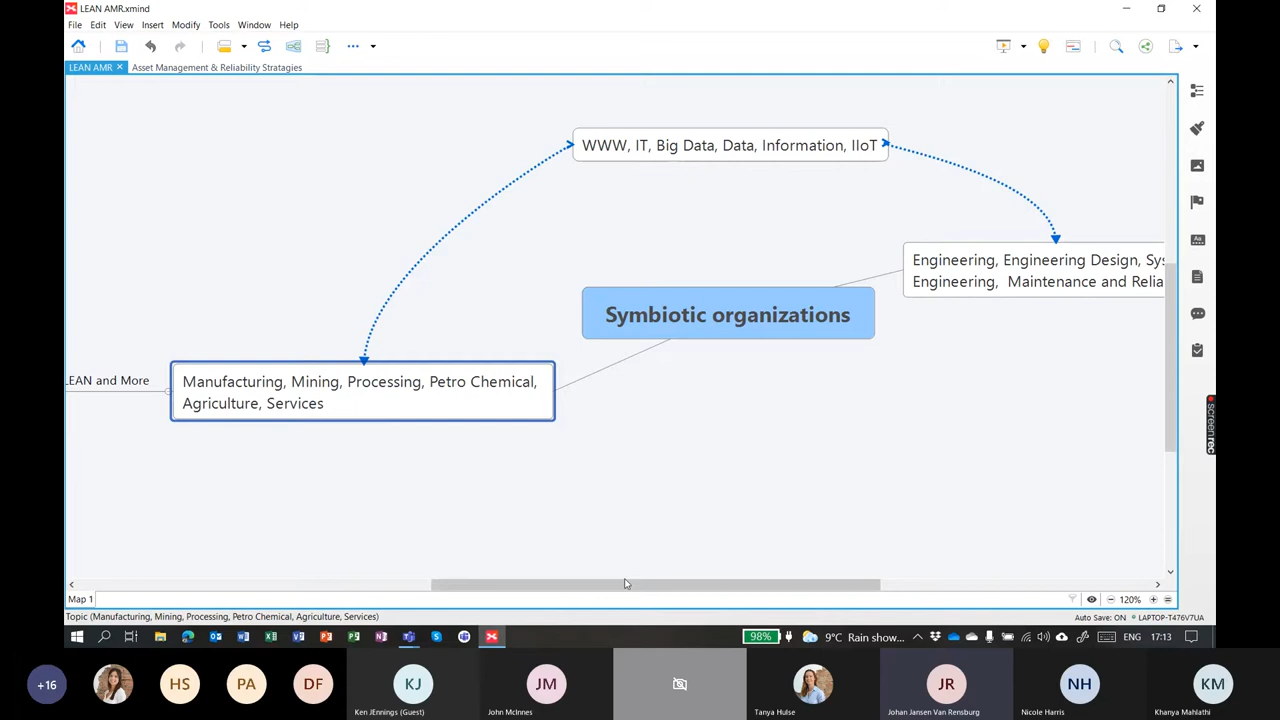 LEAN AMR.xmind
File Edit View Insert Modify Tools Window Help
LEAN AMR
Asset Management & Reliability Stratagies
WWW, IT, Big Data, Data, Information, IIoT
Engineering, Engineering Design, Sys
Engineering, Maintenance and Relia
Symbiotic organizations
LEAN and More
Manufacturing, Mining, Processing, Petro Chemical,
Agriculture, Services
screenrec
Map 1
120%
Topic (Manufacturing, Mining, Processing, Petro Chemical, Agriculture, Services)
Auto Save: ON
LAPTOP-T476V7UA
98%
9°C Rain show...
ENG
17:13
+16
HS
PA
DF
KJ
JM
JR
NH
KM
Ken JEnnings (Guest)
John McInnes
Tanya Hulse
Johan Jansen Van Rensburg
Nicole Harris
Khanya Mahlathi